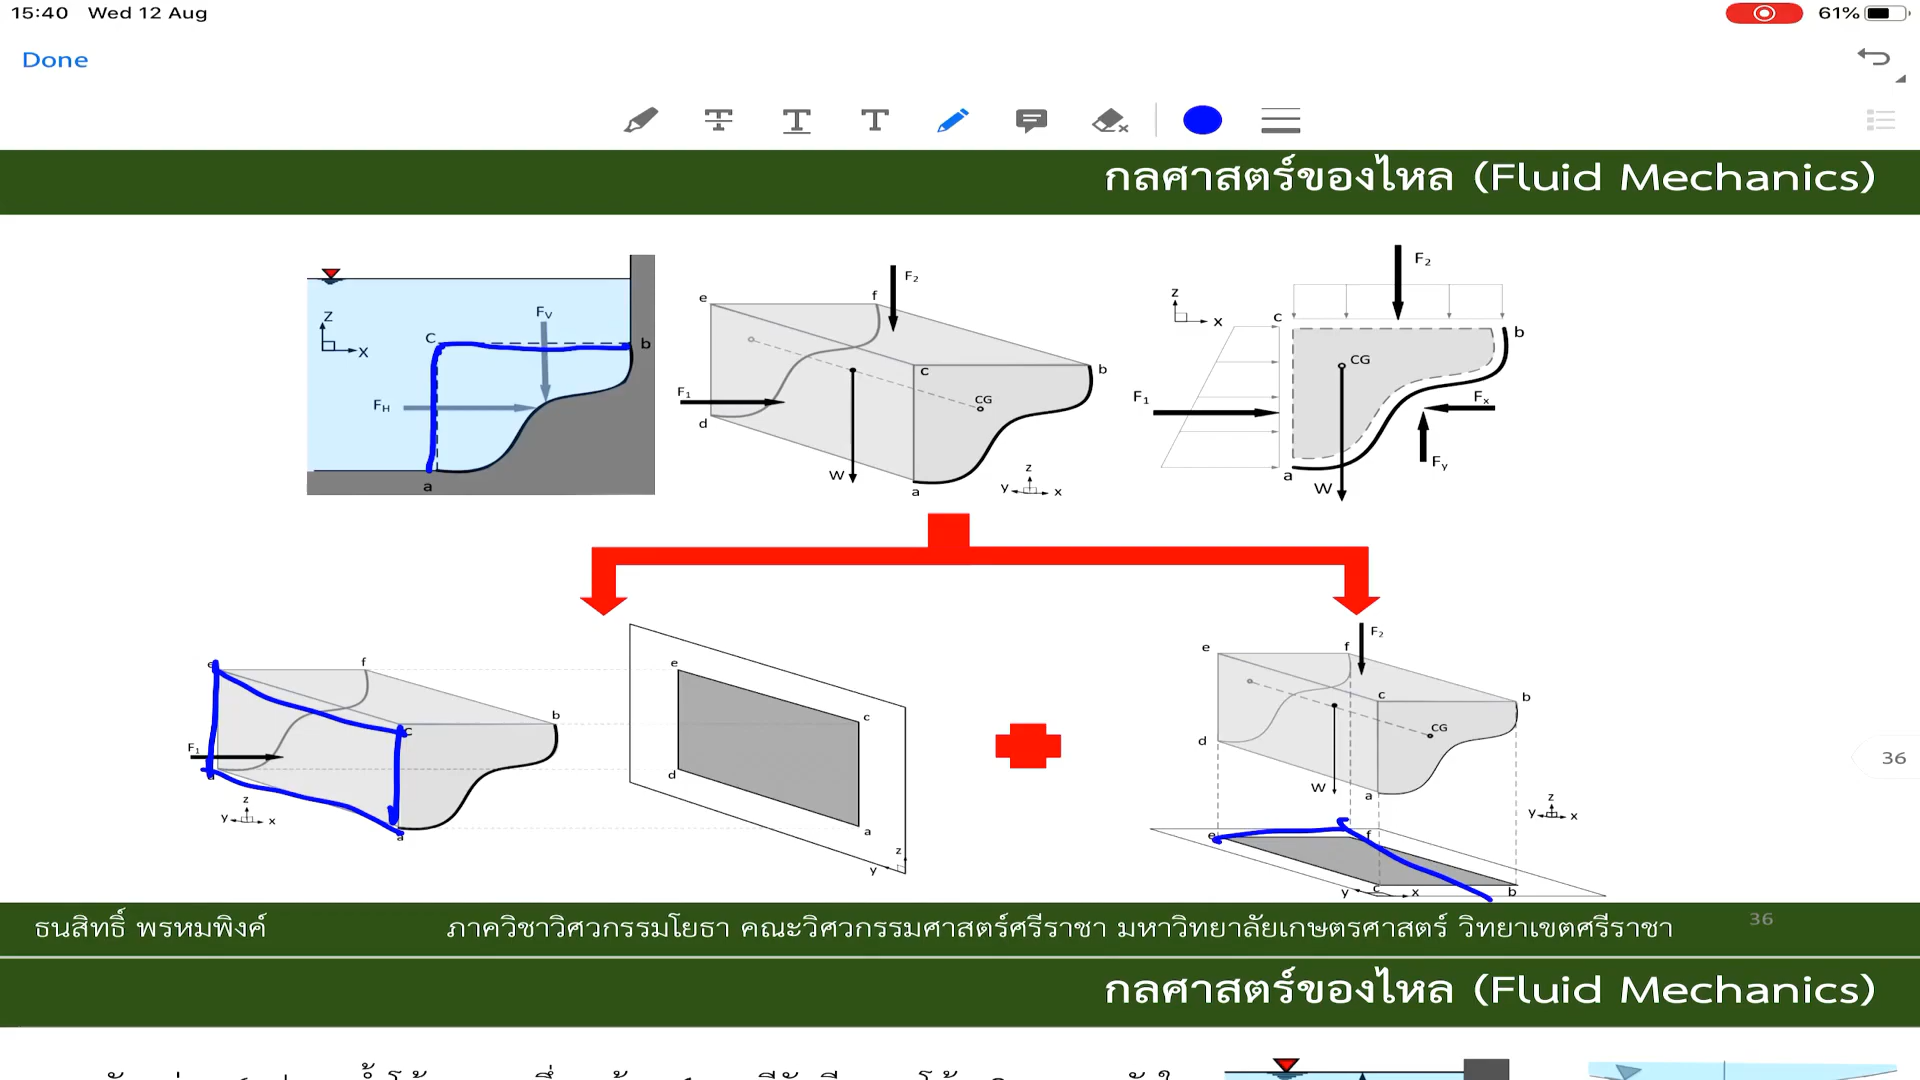 15:40 Wed 12 Aug
61%
Done
กลศาสตร์ของไหล (Fluid Mechanics)
Z
X
C
FV
b
FH
a
e
f
F2
c
b
F1
CG
d
W
a
z
y
x
F2
z
x
c
b
CG
F1
Fx
a
Fy
W
e
f
b
c
F1
a
z
y
x
e
c
d
a
z
y
F2
e
f
c
b
CG
d
W
a
z
y
x
e
f
c
b
y
x
36
ธนสิทธิ์ พรหมพิงค์
ภาควิชาวิศวกรรมโยธา คณะวิศวกรรมศาสตร์ศรีราชา มหาวิทยาลัยเกษตรศาสตร์ วิทยาเขตศรีราชา
36
กลศาสตร์ของไหล (Fluid Mechanics)